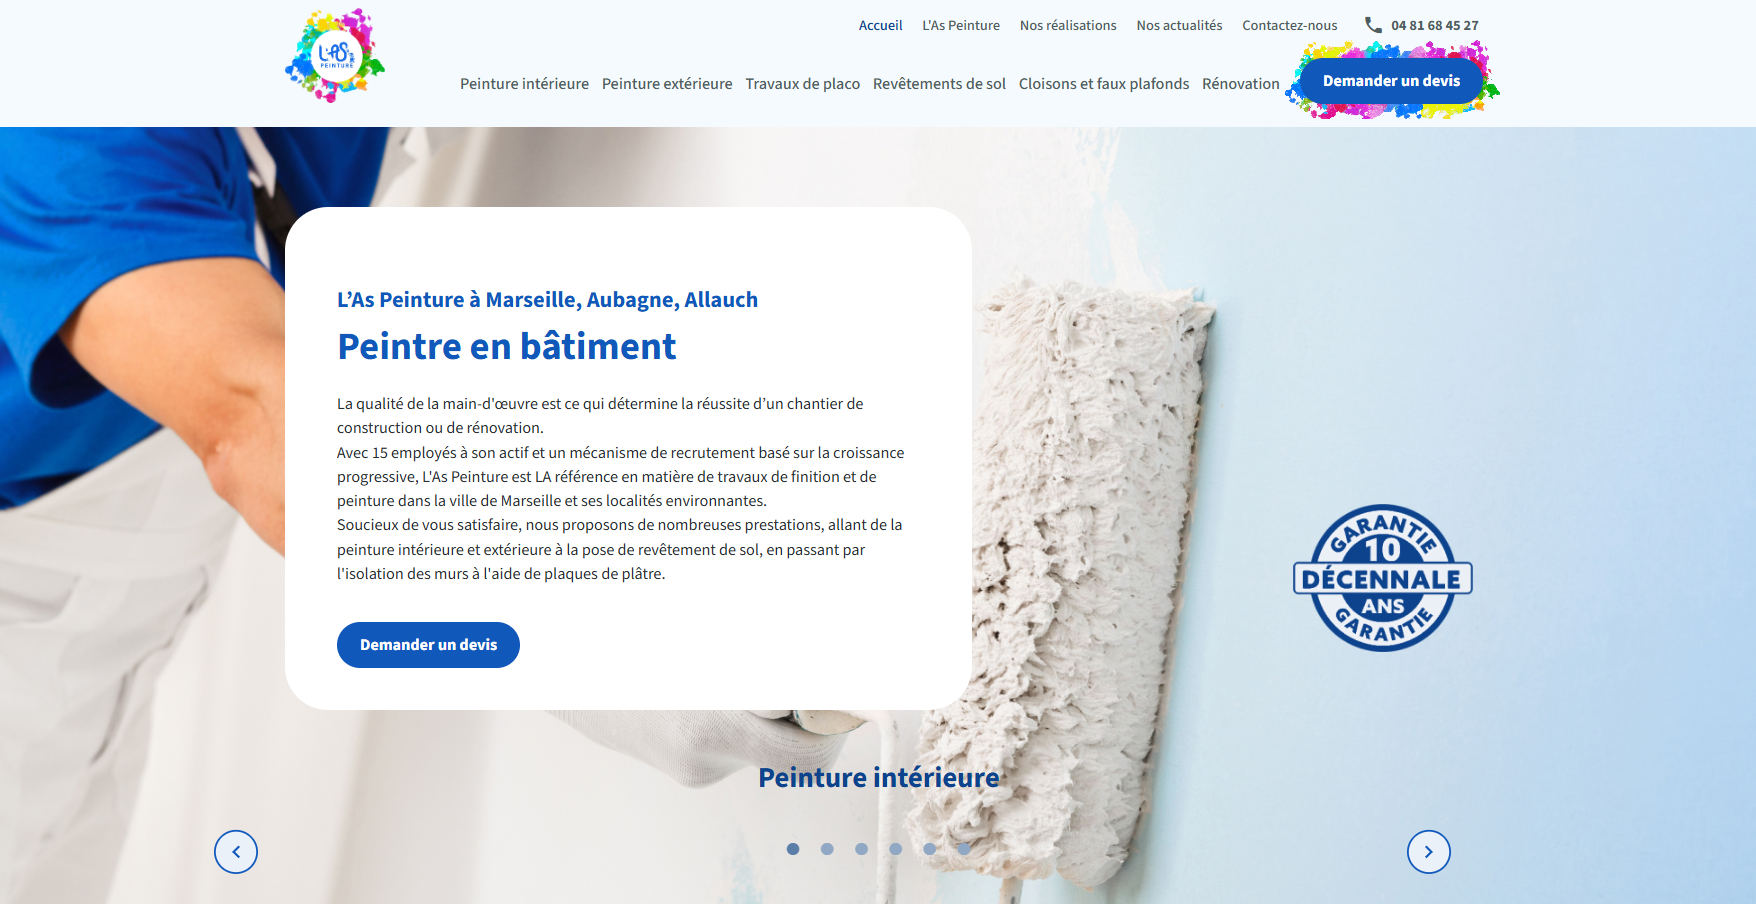 L'AS
PEINTURE
Accueil L'As Peinture Nos réalisations Nos actualités Contactez-nous 04 81 68 45 27
Peinture intérieure Peinture extérieure Travaux de placo Revêtements de sol Cloisons et faux plafonds Rénovation Demander un devis
L’As Peinture à Marseille, Aubagne, Allauch
Peintre en bâtiment
La qualité de la main-d'œuvre est ce qui détermine la réussite d’un chantier de
construction ou de rénovation.
Avec 15 employés à son actif et un mécanisme de recrutement basé sur la croissance
progressive, L'As Peinture est LA référence en matière de travaux de finition et de
peinture dans la ville de Marseille et ses localités environnantes.
Soucieux de vous satisfaire, nous proposons de nombreuses prestations, allant de la
peinture intérieure et extérieure à la pose de revêtement de sol, en passant par
l'isolation des murs à l'aide de plaques de plâtre.
Demander un devis
GARANTIE
10
DÉCENNALE
ANS
GARANTIE
Peinture intérieure